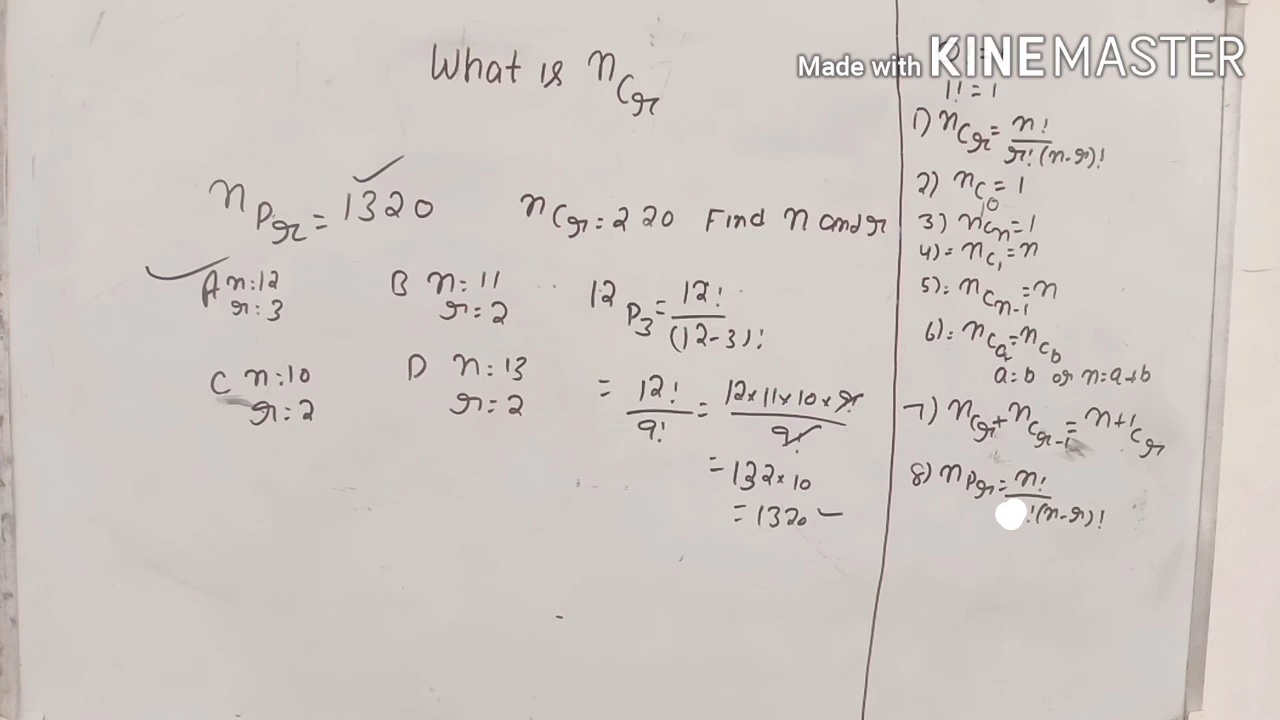 What is nCr
nPr = 1320 nCr = 220 Find n and r
A n:12
r:3
B n:11
r=2
C n:10
r=2
D n:13
r=2
12P3 = 12!/(12-3)!
= 12!/9! = 12×11×10×9!/9!
= 132×10
= 1320
Made with KINEMASTER
1! = 1
1) nCr = n!/r!(n-r)!
2) nC0 = 1
3) nCn = 1
4) = nC1 = n
5): nCn-1 = n
6): nCa = nCb
a=b or n=a+b
7) nCr + nCr-1 = n+1Cr
8) nPr = n!/!(n-r)!